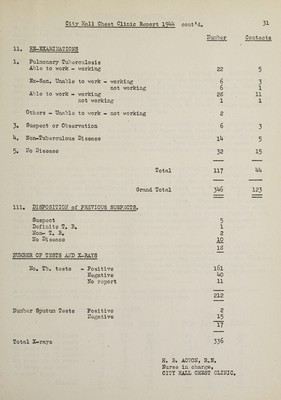 City Hall Chest Clinic Report 1944 cont'd. 31
Number Contacts
11. RE-EXAMINATIONS
1. Pulmonary Tuberculosis
Able to work - working 22 5
Ex-San. Unable to work - working 6 3
not working 6 1
Able to work - working 28 11
not working 1 1
Others - Unable to work - not working 2
3. Suspect or Observation 6 3
4. Non-Tuberculous Disease 14 5
5. No Disease 32 15
Total 117 44
Grand Total 346 123
111. DISPOSITION of PREVIOUS SUSPECTS.
Suspect 5
Definite T. B. 1
Non- T. B. 2
No Disease 10
18
NUMBER OF TESTS AND X-RAYS
No. Tb. tests - Positive 161
Negative 40
No report 11
212
Number Sputum Tests Positive 2
Negative 15
17
Total X-rays 336
H. B. ACTON, R.N.
Nurse in charge,
CITY HALL CHEST CLINIC.